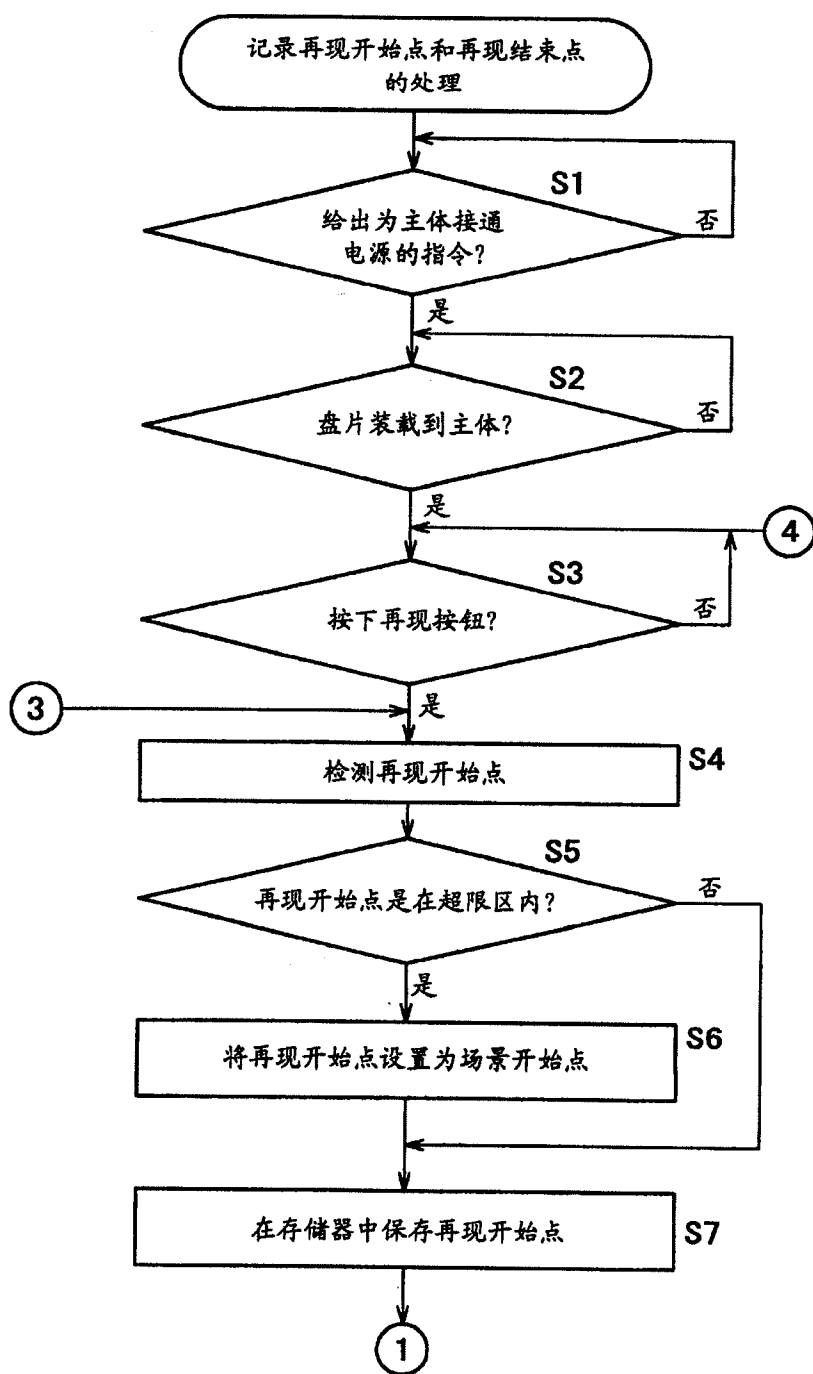 记录再现开始点和再现结束点
的处理
S1
给出为主体接通
电源的指令?
否
是
S2
盘片装载到主体?
否
是
4
S3
按下再现按钮?
否
3
是
检测再现开始点
S4
S5
再现开始点是在超限区内?
否
是
将再现开始点设置为场景开始点
S6
在存储器中保存再现开始点
S7
1